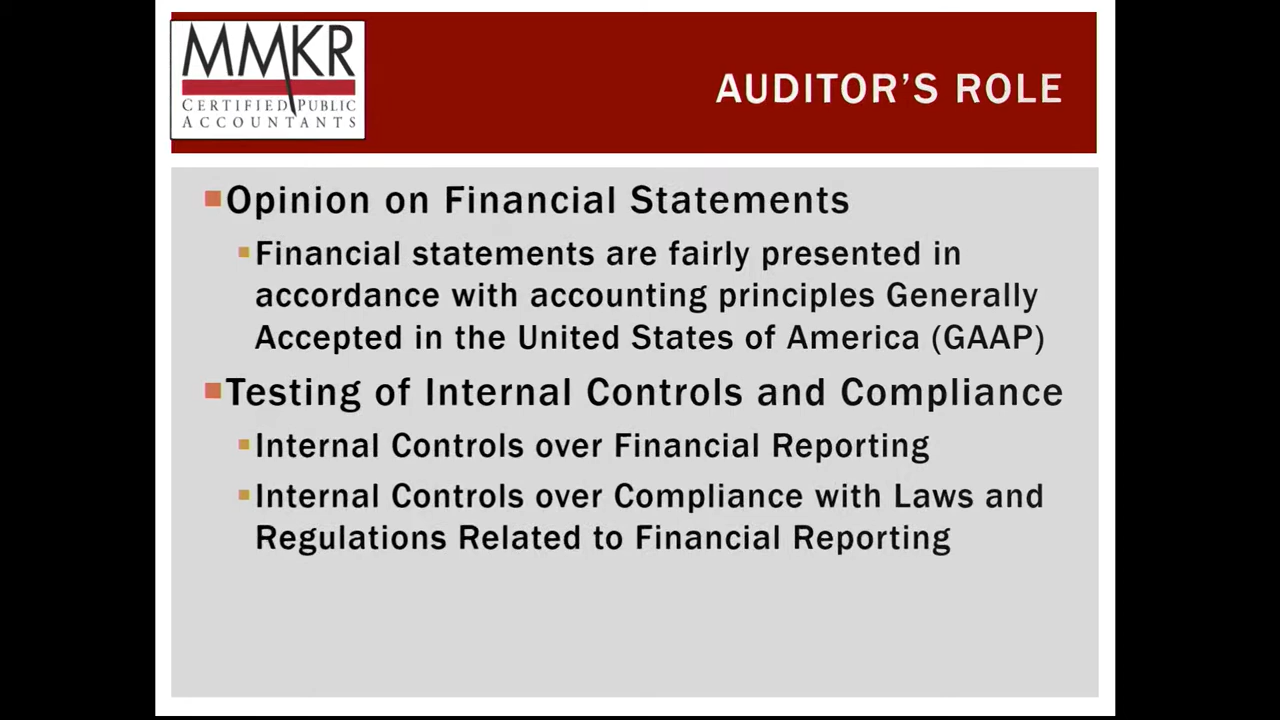 MMKR
CERTIFIED PUBLIC
ACCOUNTANTS
AUDITOR'S ROLE
Opinion on Financial Statements
Financial statements are fairly presented in
accordance with accounting principles Generally
Accepted in the United States of America (GAAP)
Testing of Internal Controls and Compliance
Internal Controls over Financial Reporting
Internal Controls over Compliance with Laws and
Regulations Related to Financial Reporting